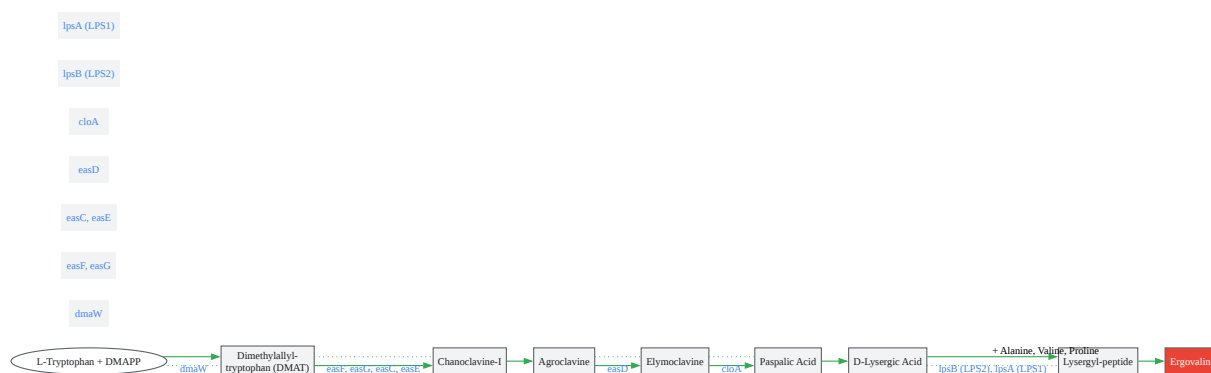 lpsA (LPS1)
lpsB (LPS2)
cloA
easD
easC, easE
easF, easG
dmaW
L-Tryptophan + DMAPP
dmaW
Dimethylallyl-
tryptophan (DMAT)
easF, easG, easC, easE
Chanoclavine-I
Agroclavine
easD
Elymoclavine
cloA
Paspalic Acid
D-Lysergic Acid
+ Alanine, Valine, Proline
lpsB (LPS2), lpsA (LPS1)
Lysergyl-peptide
Ergovalin